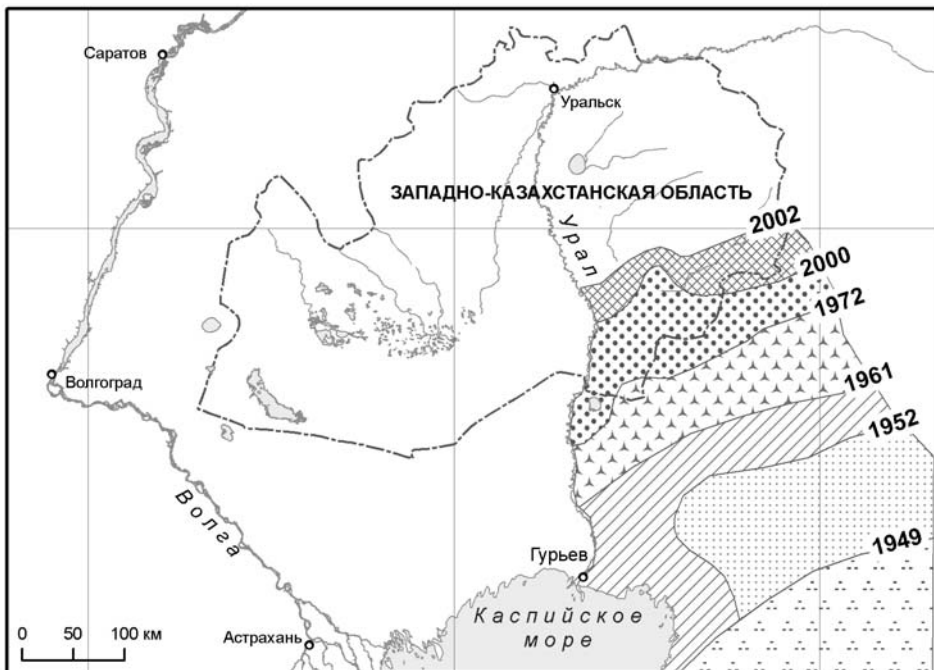 Саратов
Уральск
ЗАПАДНО-КАЗАХСТАНСКАЯ ОБЛАСТЬ
2002
Урал
2000
1972
Волгоград
1961
1952
Волга
1949
Гурьев
Каспийское
море
0 50 100 км
Астрахань